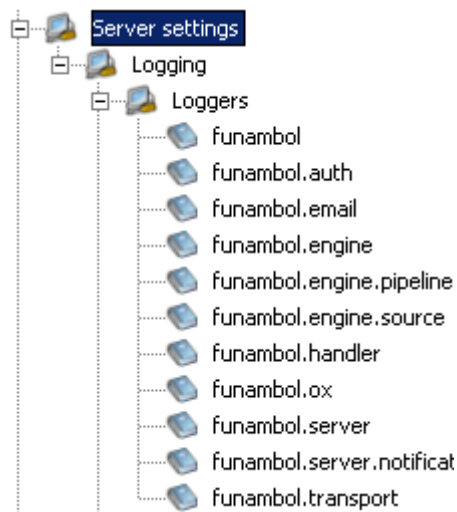 Server settings
Logging
Loggers
funambol
funambol.auth
funambol.email
funambol.engine
funambol.engine.pipeline
funambol.engine.source
funambol.handler
funambol.ox
funambol.server
funambol.server.notificat
funambol.transport